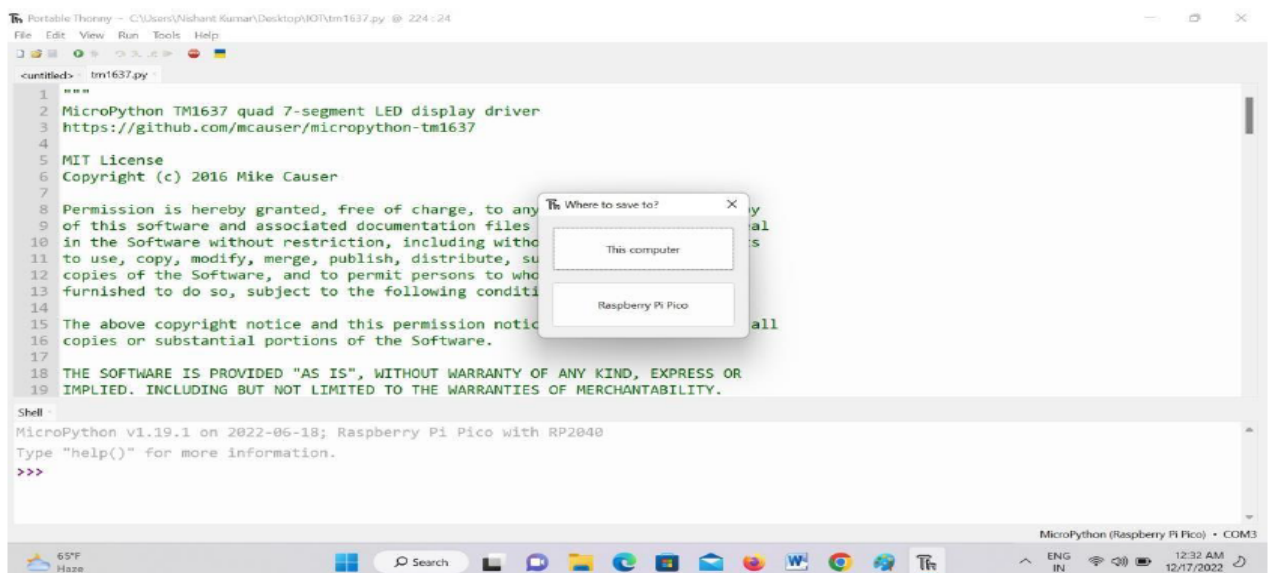 Portable Thonny - C:\Users\Nishant Kumar\Desktop\IOT\tm1637.py @ 224:24
File Edit View Run Tools Help
<untitled> tm1637.py
1 """
2 MicroPython TM1637 quad 7-segment LED display driver
3 https://github.com/mcauser/micropython-tm1637
4
5 MIT License
6 Copyright (c) 2016 Mike Causer
7
8 Permission is hereby granted, free of charge, to any y
9 of this software and associated documentation files al
10 in the Software without restriction, including witho s
11 to use, copy, modify, merge, publish, distribute, su
12 copies of the Software, and to permit persons to who
13 furnished to do so, subject to the following conditi
14
15 The above copyright notice and this permission notic all
16 copies or substantial portions of the Software.
17
18 THE SOFTWARE IS PROVIDED "AS IS", WITHOUT WARRANTY OF ANY KIND, EXPRESS OR
19 IMPLIED. INCLUDING BUT NOT LIMITED TO THE WARRANTIES OF MERCHANTABILITY.
Where to save to?
This computer
Raspberry Pi Pico
Shell
MicroPython v1.19.1 on 2022-06-18; Raspberry Pi Pico with RP2040
Type "help()" for more information.
>>>
MicroPython (Raspberry Pi Pico) • COM3
65°F
Haze
Search
ENG
IN
12:32 AM
12/17/2022